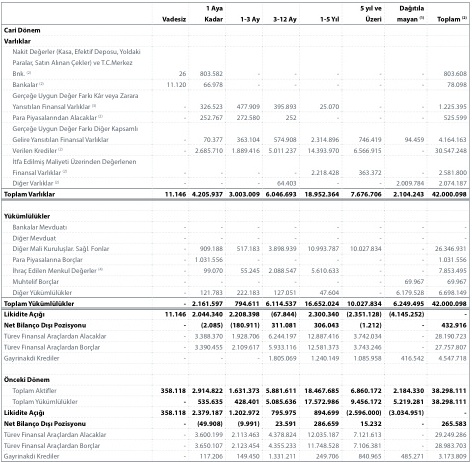 1 Aya 5 yıl ve Dağıtıla
Vadesiz Kadar 1-3 Ay 3-12 Ay 1-5 Yıl Üzeri mayan (1) Toplam (2)
Cari Dönem
Varlıklar
Nakit Değerler (Kasa, Efektif Deposu, Yoldaki
Paralar, Satın Alınan Çekler) ve T.C.Merkez
Bnk. (2) 26 803.582 - - - - - 803.608
Bankalar (2) 11.120 66.978 - - - - - 78.098
Gerçeğe Uygun Değer Farkı Kâr veya Zarara
Yansıtılan Finansal Varlıklar (4) - 326.523 477.909 395.893 25.070 - - 1.225.395
Para Piyasalarından Alacaklar (2) - 252.767 272.580 252 - - - 525.599
Gerçeğe Uygun Değer Farkı Diğer Kapsamlı
Gelire Yansıtılan Finansal Varlıklar - 70.377 363.104 574.908 2.314.896 746.419 94.459 4.164.163
Verilen Krediler (2) - 2.685.710 1.889.416 5.011.237 14.393.970 6.566.915 - 30.547.248
İtfa Edilmiş Maliyeti Üzerinden Değerlenen
Finansal Varlıklar (2) - - - - 2.218.428 363.372 - 2.581.800
Diğer Varlıklar (2) - - - 64.403 - - 2.009.784 2.074.187
Toplam Varlıklar 11.146 4.205.937 3.003.009 6.046.693 18.952.364 7.676.706 2.104.243 42.000.098
Yükümlülükler
Bankalar Mevduatı - - - - - - - -
Diğer Mevduat - - - - - - - -
Diğer Mali Kuruluşlar. Sağl. Fonlar - 909.188 517.183 3.898.939 10.993.787 10.027.834 - 26.346.931
Para Piyasalarına Borçlar - 1.031.556 - - - - - 1.031.556
İhraç Edilen Menkul Değerler (3) - 99.070 55.245 2.088.547 5.610.633 - - 7.853.495
Muhtelif Borçlar - - - - - - 69.967 69.967
Diğer Yükümlülükler - 121.783 222.183 127.051 47.604 - 6.179.528 6.698.149
Toplam Yükümlülükler - 2.161.597 794.611 6.114.537 16.652.024 10.027.834 6.249.495 42.000.098
Likidite Açığı 11.146 2.044.340 2.208.398 (67.844) 2.300.340 (2.351.128) (4.145.252) -
Net Bilanço Dışı Pozisyonu - (2.085) (180.911) 311.081 306.043 (1.212) - 432.916
Türev Finansal Araçlardan Alacaklar - 3.388.370 1.928.706 6.244.197 12.887.416 3.742.034 - 28.190.723
Türev Finansal Araçlardan Borçlar - 3.390.455 2.109.617 5.933.116 12.581.373 3.743.246 - 27.757.807
Gayrinakdi Krediler - - - 1.805.069 1.240.149 1.085.958 416.542 4.547.718
Önceki Dönem
Toplam Aktifler 358.118 2.914.822 1.631.373 5.881.611 18.467.685 6.860.172 2.184.330 38.298.111
Toplam Yükümlülükler - 535.635 428.401 5.085.636 17.572.986 9.456.172 5.219.281 38.298.111
Likidite Açığı 358.118 2.379.187 1.202.972 795.975 894.699 (2.596.000) (3.034.951) -
Net Bilanço Dışı Pozisyonu - (49.908) (9.991) 23.591 286.659 15.232 - 265.583
Türev Finansal Araçlardan Alacaklar - 3.600.199 2.113.463 4.378.824 12.035.187 7.121.613 - 29.249.286
Türev Finansal Araçlardan Borçlar - 3.650.107 2.123.454 4.355.233 11.748.528 7.106.381 - 28.983.703
Gayrinakdi Krediler - 117.206 149.450 1.331.211 249.706 840.965 485.271 3.173.809